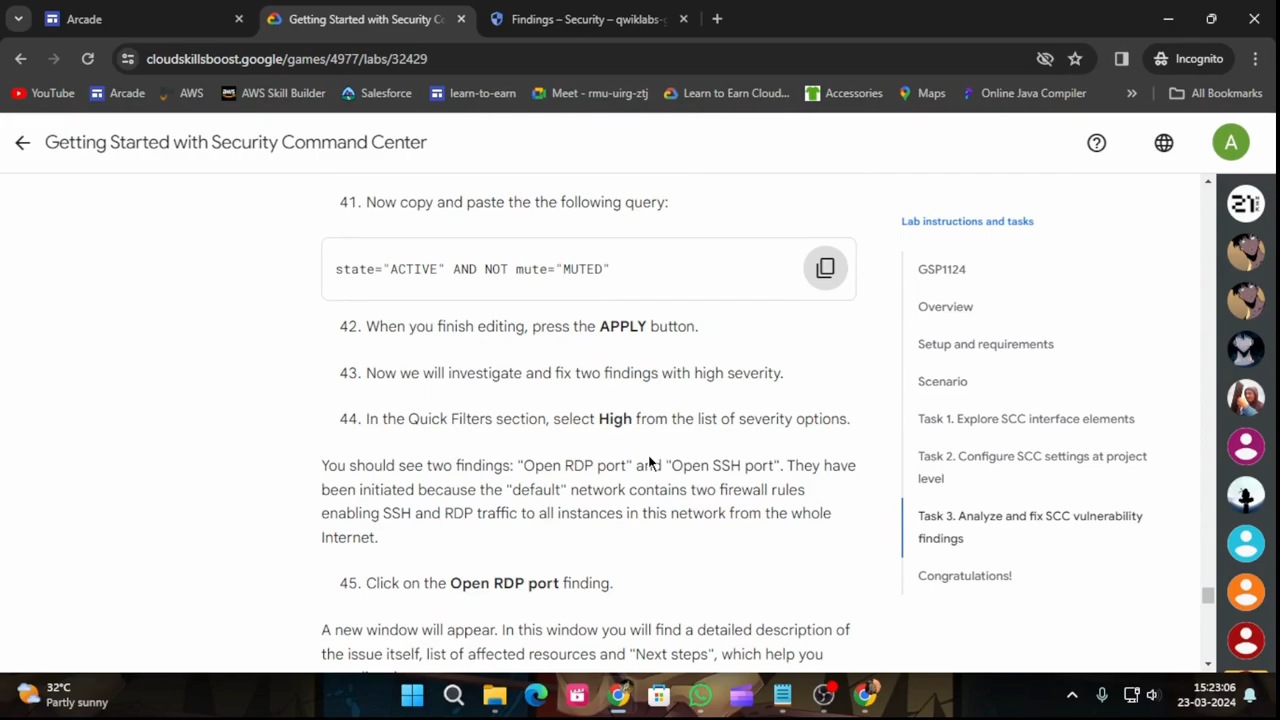 Arcade
Getting Started with Security Co
Findings – Security – qwiklabs-g
cloudskillsboost.google/games/4977/labs/32429
Incognito
YouTube
Arcade
AWS
AWS Skill Builder
Salesforce
learn-to-earn
Meet - rmu-uirg-ztj
Learn to Earn Cloud...
Accessories
Maps
Online Java Compiler
All Bookmarks
Getting Started with Security Command Center
A
41. Now copy and paste the the following query:
state="ACTIVE" AND NOT mute="MUTED"
42. When you finish editing, press the APPLY button.
43. Now we will investigate and fix two findings with high severity.
44. In the Quick Filters section, select High from the list of severity options.
You should see two findings: "Open RDP port" and "Open SSH port". They have
been initiated because the "default" network contains two firewall rules
enabling SSH and RDP traffic to all instances in this network from the whole
Internet.
45. Click on the Open RDP port finding.
A new window will appear. In this window you will find a detailed description of
the issue itself, list of affected resources and "Next steps", which help you
Lab instructions and tasks
GSP1124
Overview
Setup and requirements
Scenario
Task 1. Explore SCC interface elements
Task 2. Configure SCC settings at project
level
Task 3. Analyze and fix SCC vulnerability
findings
Congratulations!
32°C
Partly sunny
15:23:06
23-03-2024